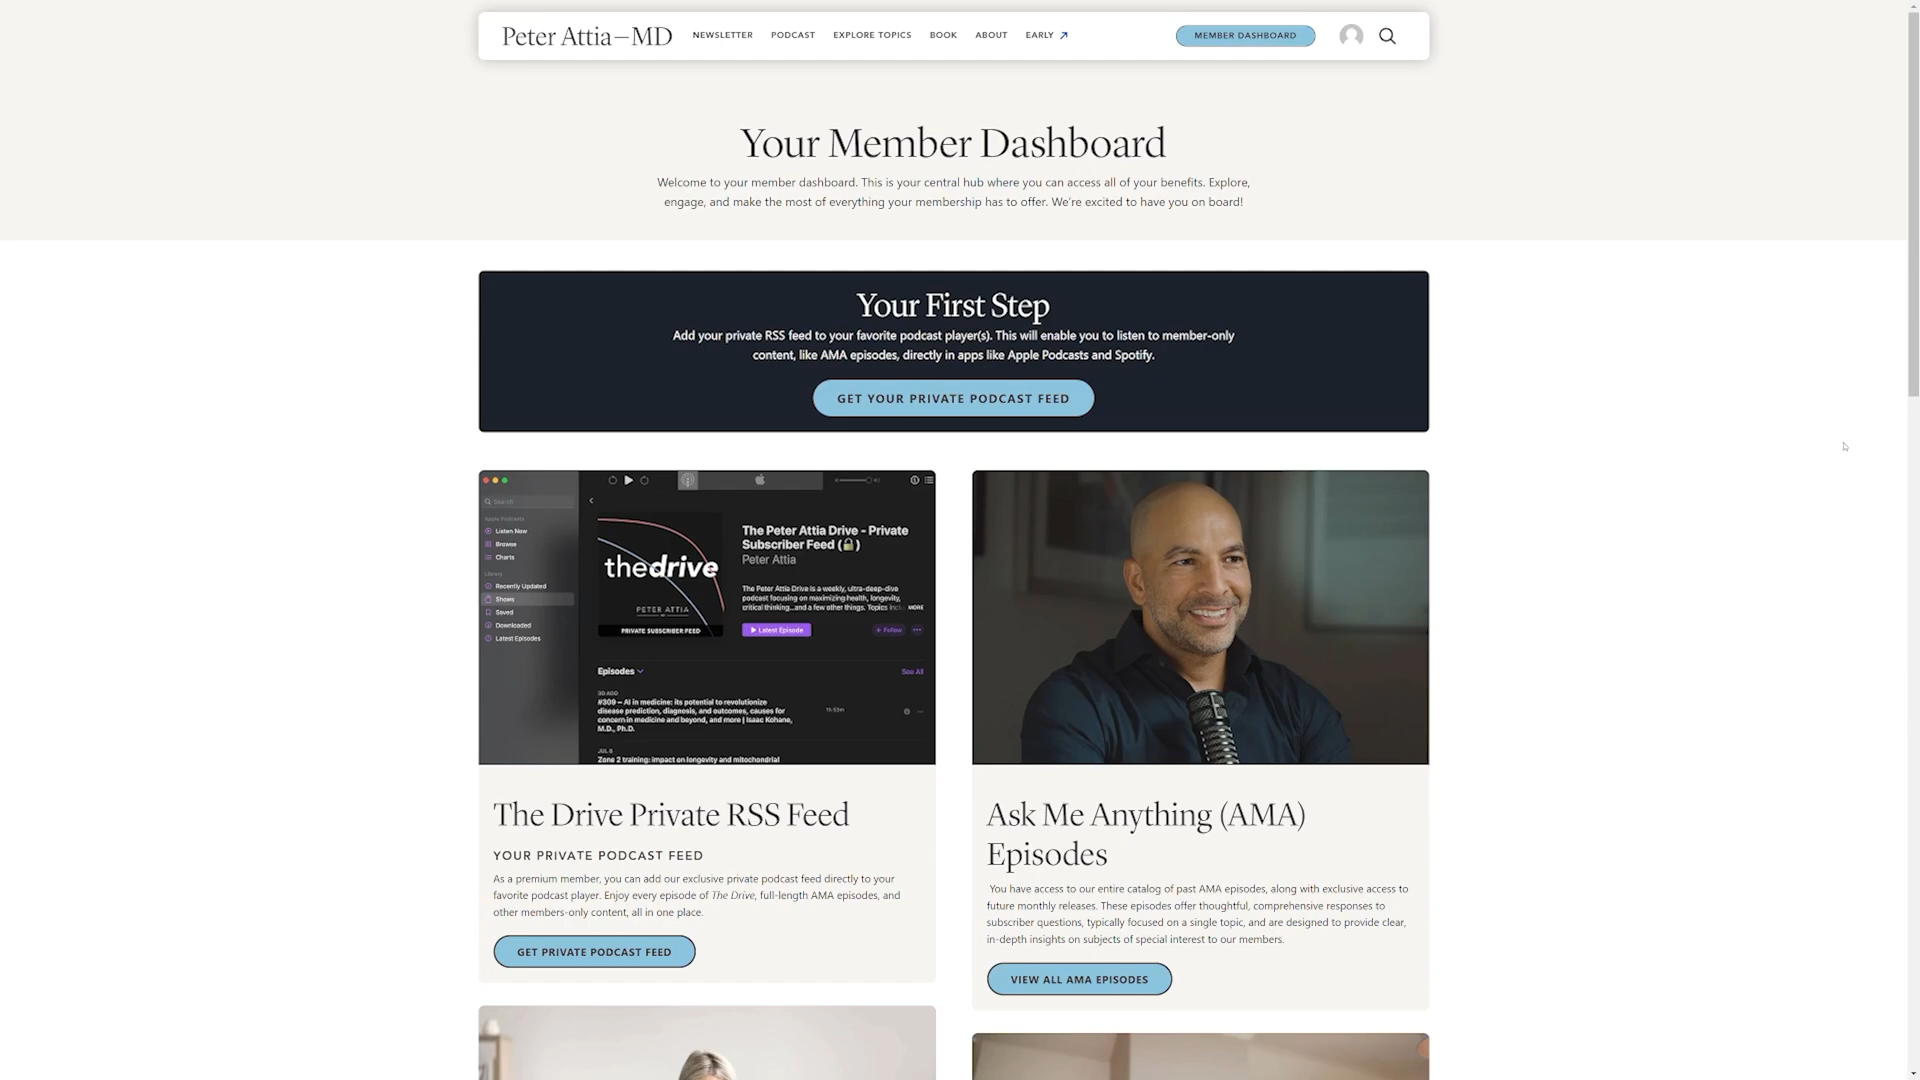 Peter Attia—MD
NEWSLETTER
PODCAST
EXPLORE TOPICS
BOOK
ABOUT
EARLY
MEMBER DASHBOARD
Your Member Dashboard
Welcome to your member dashboard. This is your central hub where you can access all of your benefits. Explore,
engage, and make the most of everything your membership has to offer. We're excited to have you on board!
Your First Step
Add your private RSS feed to your favorite podcast player(s). This will enable you to listen to member-only
content, like AMA episodes, directly in apps like Apple Podcasts and Spotify.
GET YOUR PRIVATE PODCAST FEED
Search
Apple Podcasts
Listen Now
Browse
Charts
Library
Recently Updated
Shows
Saved
Downloaded
Latest Episodes
thedrive
PETER ATTIA
MD
PRIVATE SUBSCRIBER FEED
The Peter Attia Drive - Private
Subscriber Feed (🔒)
Peter Attia
The Peter Attia Drive is a weekly, ultra-deep-dive
podcast focusing on maximizing health, longevity,
critical thinking...and a few other things. Topics
MORE
Latest Episode
+ Follow
Episodes
See All
3D AGO
#309 – AI in medicine: its potential to revolutionize
disease prediction, diagnosis, and outcomes, causes for
concern in medicine and beyond, and more | Isaac Kohane,
M.D., Ph.D.
JUL 8
Zone 2 training: impact on longevity and mitochondrial
The Drive Private RSS Feed
YOUR PRIVATE PODCAST FEED
As a premium member, you can add our exclusive private podcast feed directly to your
favorite podcast player. Enjoy every episode of The Drive, full-length AMA episodes, and
other members-only content, all in one place.
GET PRIVATE PODCAST FEED
Ask Me Anything (AMA)
Episodes
You have access to our entire catalog of past AMA episodes, along with exclusive access to
future monthly releases. These episodes offer thoughtful, comprehensive responses to
subscriber questions, typically focused on a single topic, and are designed to provide clear,
in-depth insights on subjects of special interest to our members.
VIEW ALL AMA EPISODES